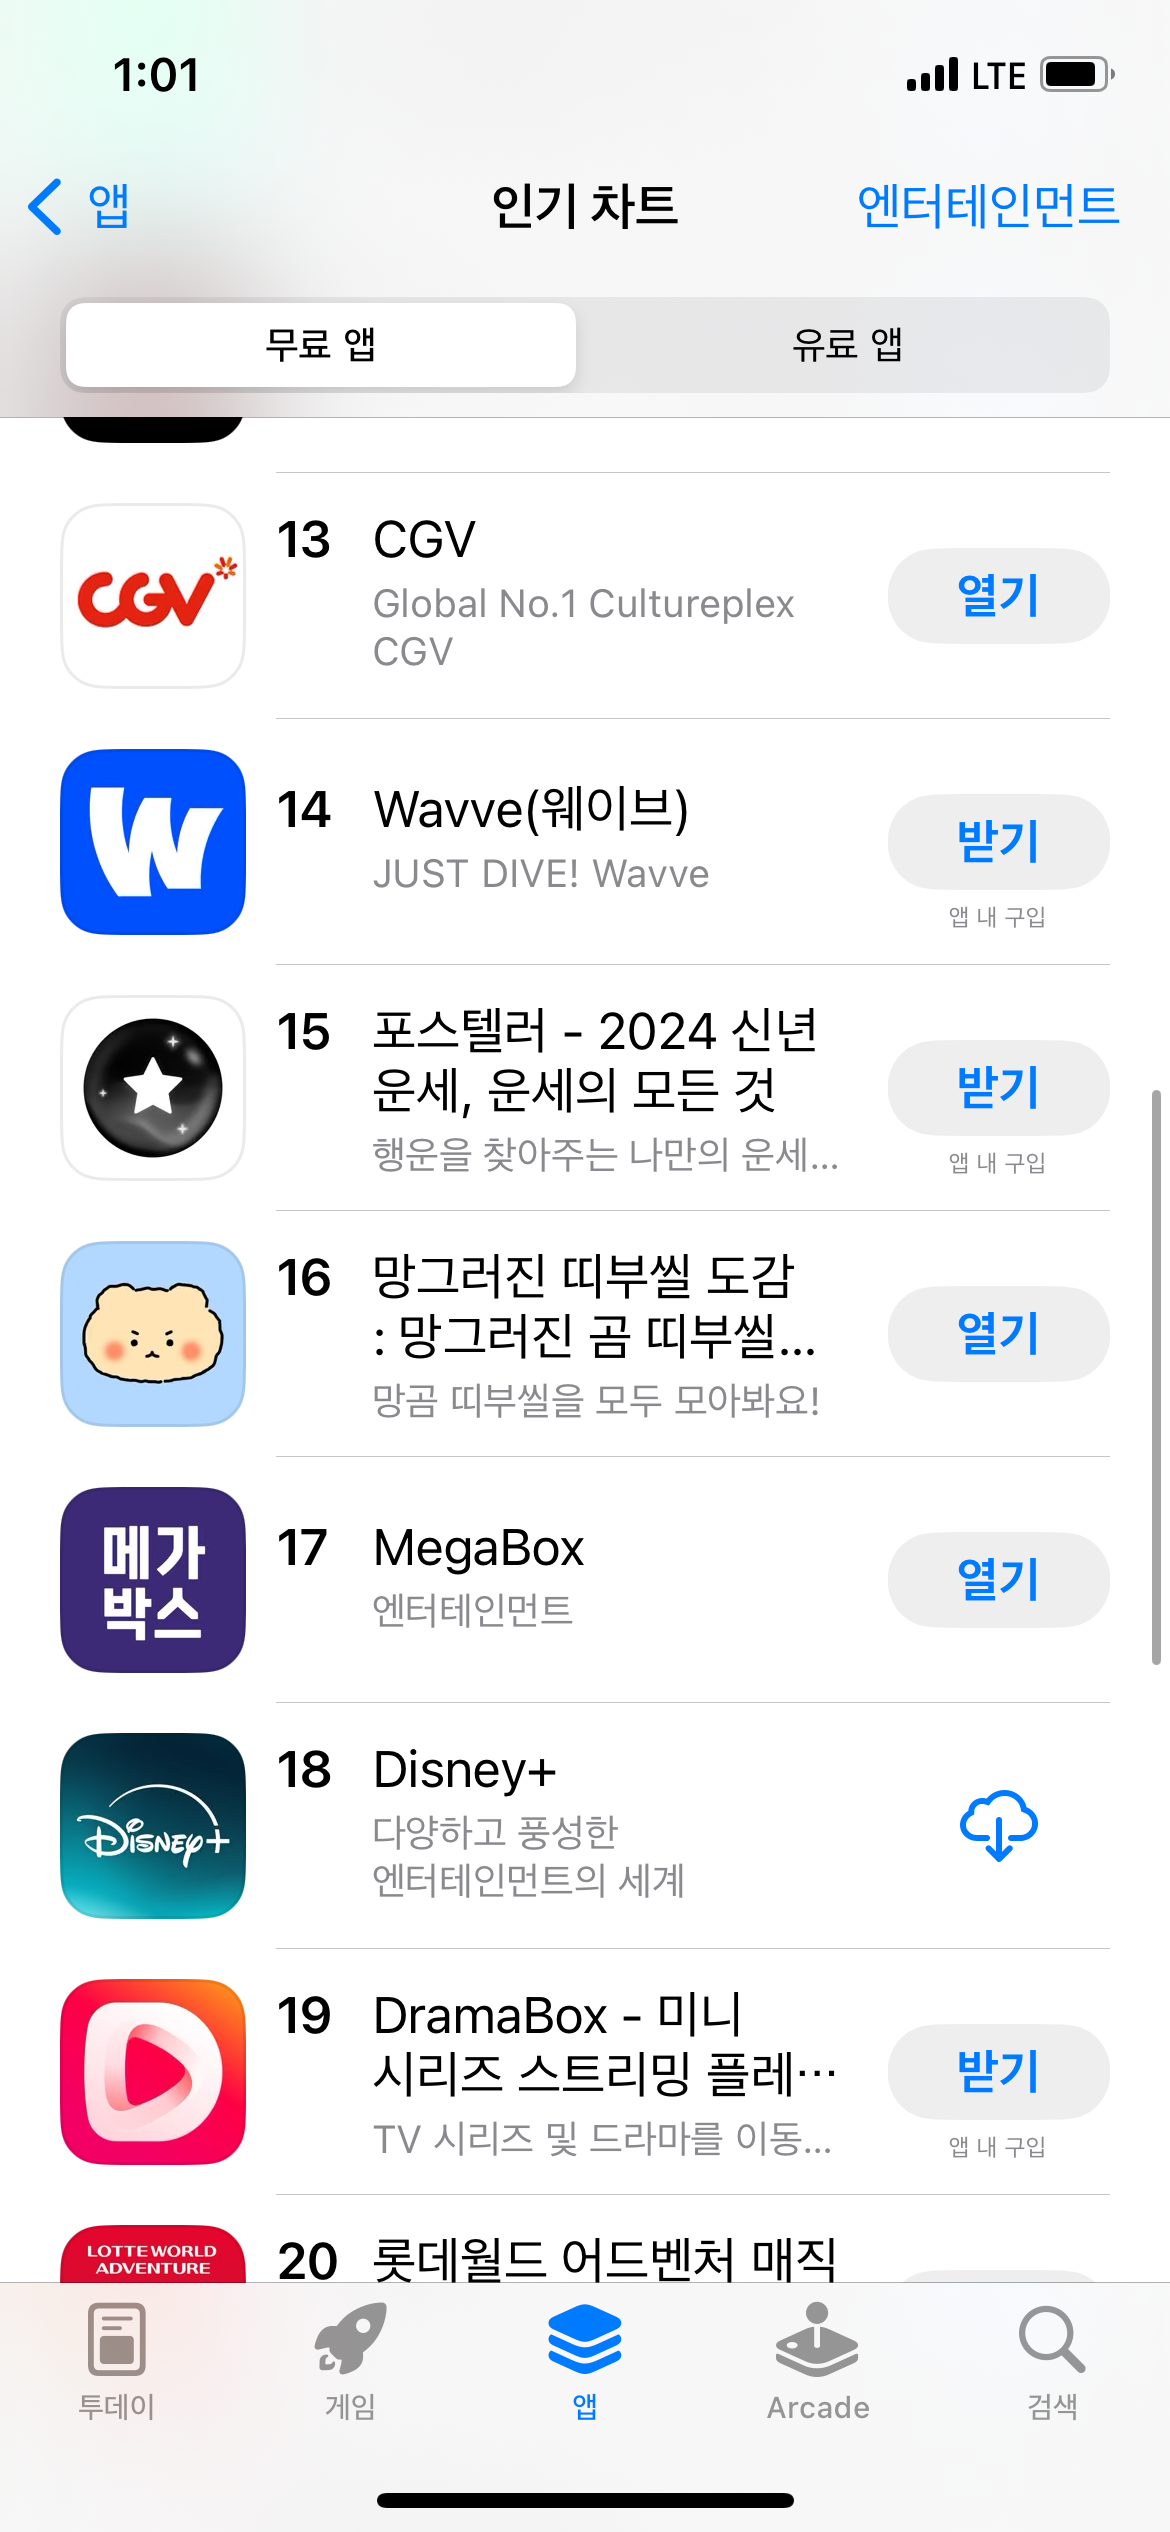 1:01
LTE
앱
인기 차트
엔터테인먼트
무료 앱
유료 앱
CGV
13 CGV
Global No.1 Cultureplex
CGV
열기
W
14 Wavve(웨이브)
JUST DIVE! Wavve
받기
앱 내 구입
15 포스텔러 - 2024 신년
운세, 운세의 모든 것
행운을 찾아주는 나만의 운세...
받기
앱 내 구입
16 망그러진 띠부씰 도감
: 망그러진 곰 띠부씰...
망곰 띠부씰을 모두 모아봐요!
열기
메가
박스
17 MegaBox
엔터테인먼트
열기
Disney+
18 Disney+
다양하고 풍성한
엔터테인먼트의 세계
19 DramaBox - 미니
시리즈 스트리밍 플레…
TV 시리즈 및 드라마를 이동...
받기
앱 내 구입
LOTTE WORLD
ADVENTURE
20 롯데월드 어드벤처 매직
투데이
게임
앱
Arcade
검색